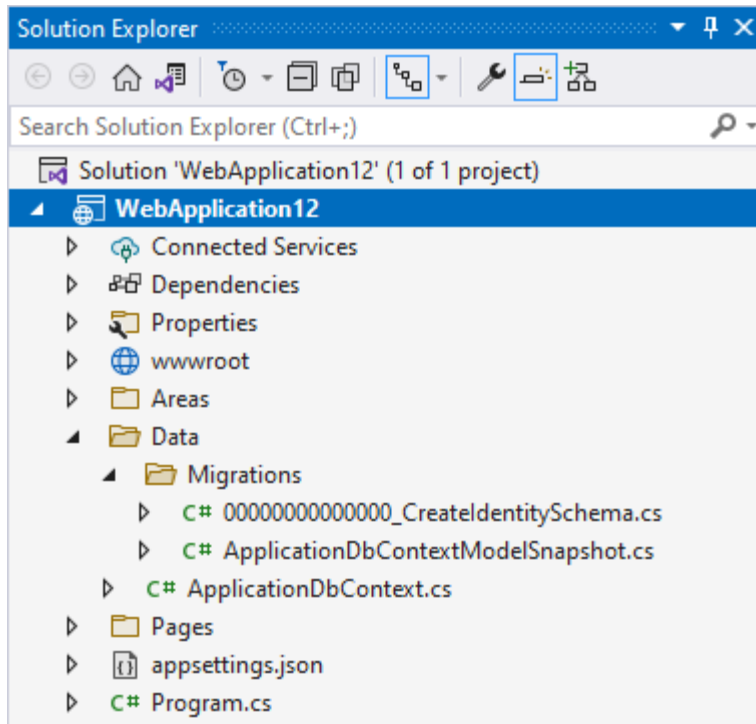 Solution Explorer
Search Solution Explorer (Ctrl+;)
Solution 'WebApplication12' (1 of 1 project)
WebApplication12
Connected Services
Dependencies
Properties
wwwroot
Areas
Data
Migrations
C# 00000000000000_CreateIdentitySchema.cs
C# ApplicationDbContextModelSnapshot.cs
C# ApplicationDbContext.cs
Pages
appsettings.json
C# Program.cs